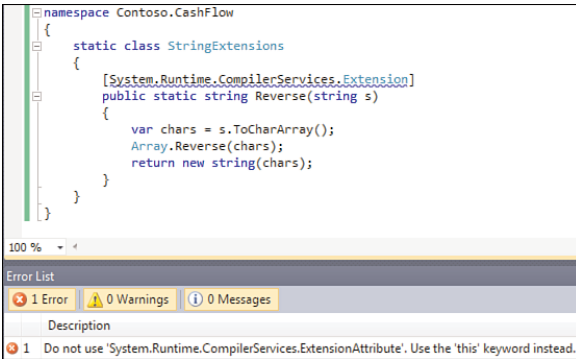 namespace Contoso.CashFlow
{
static class StringExtensions
{
[System.Runtime.CompilerServices.Extension]
public static string Reverse(string s)
{
var chars = s.ToCharArray();
Array.Reverse(chars);
return new string(chars);
}
}
}
100 %
Error List
1 Error 0 Warnings 0 Messages
Description
1 Do not use 'System.Runtime.CompilerServices.ExtensionAttribute'. Use the 'this' keyword instead.